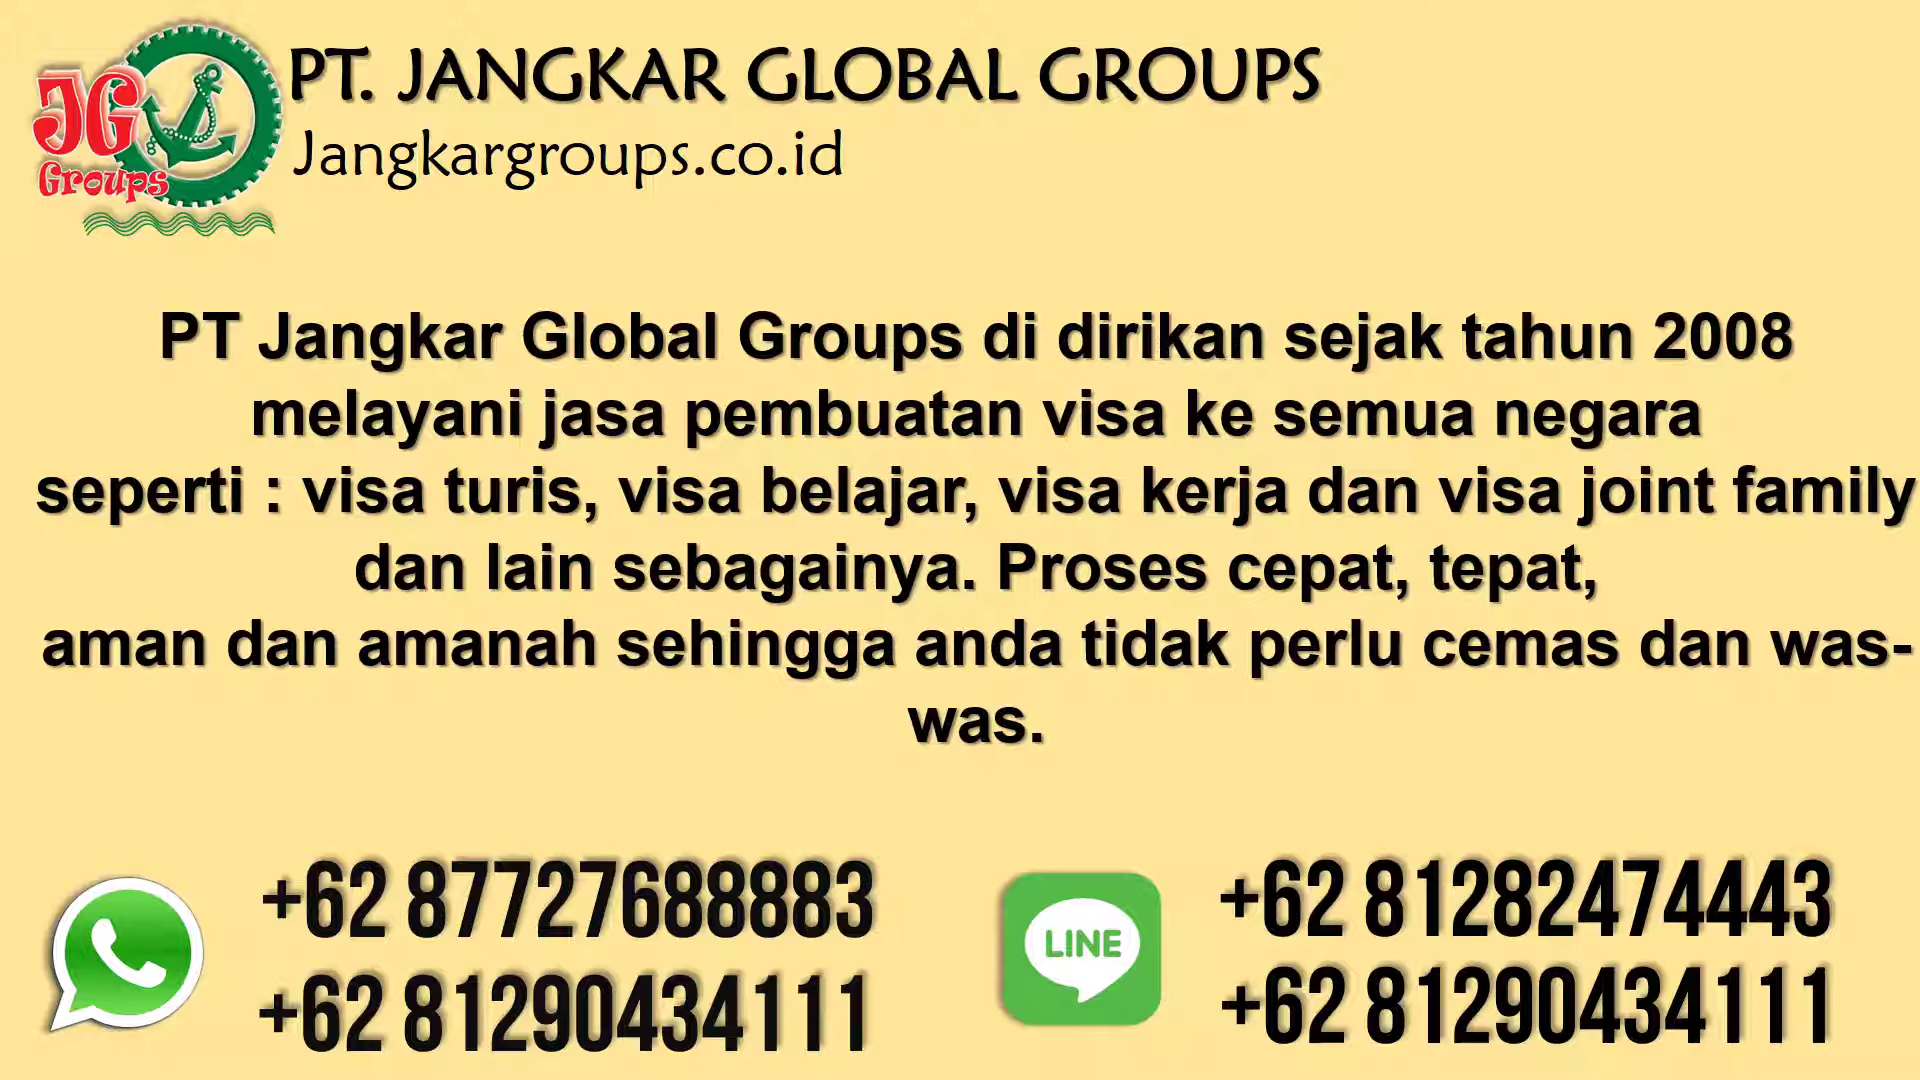 JG
Groups
PT. JANGKAR GLOBAL GROUPS
Jangkargroups.co.id
PT Jangkar Global Groups di dirikan sejak tahun 2008
melayani jasa pembuatan visa ke semua negara
seperti : visa turis, visa belajar, visa kerja dan visa joint family
dan lain sebagainya. Proses cepat, tepat,
aman dan amanah sehingga anda tidak perlu cemas dan was-
was.
+62 87727688883
+62 81290434111
LINE
+62 81282474443
+62 81290434111